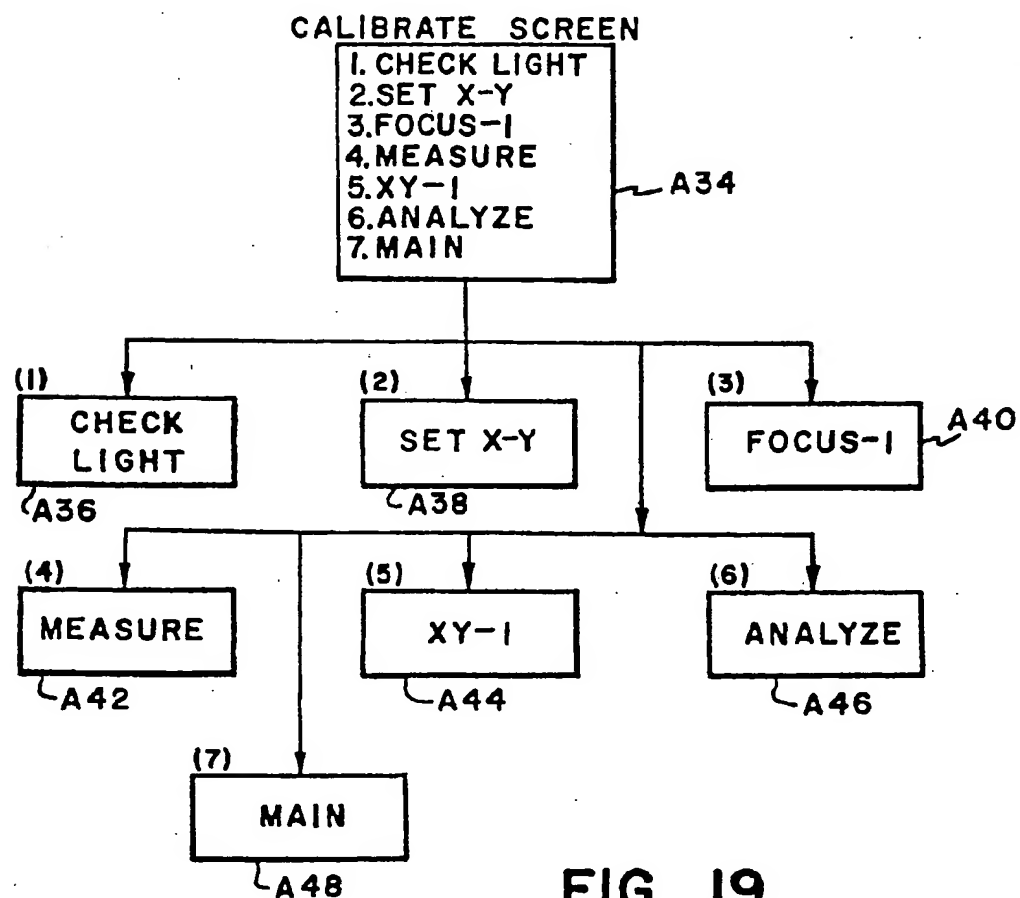 CALIBRATE SCREEN
1. CHECK LIGHT
2. SET X-Y
3. FOCUS-1
4. MEASURE
5. XY-1
6. ANALYZE
7. MAIN
A34
(1)
CHECK
LIGHT
A36
(2)
SET X-Y
A38
(3)
FOCUS-1
A40
(4)
MEASURE
A42
(5)
XY-1
A44
(6)
ANALYZE
A46
(7)
MAIN
A48
FIG. 19